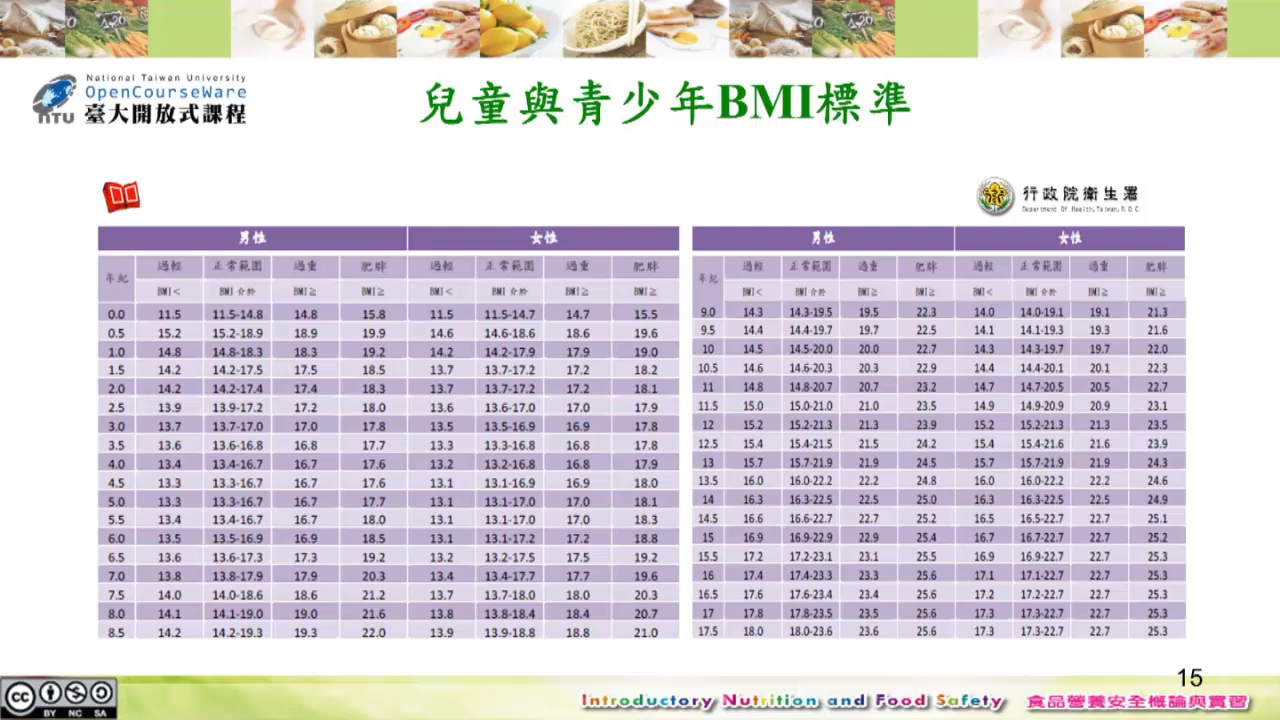 National Taiwan University
OpenCourseWare
臺大開放式課程
NTU
兒童與青少年BMI標準
行政院衛生署
Department Of Health,Taiwan,R.O.C.
男性 女性
年紀 過輕 正常範圍 過重 肥胖 過輕 正常範圍 過重 肥胖
BMI< BMI 介於 BMI≧ BMI≧ BMI< BMI 介於 BMI≧ BMI≧
0.0 11.5 11.5-14.8 14.8 15.8 11.5 11.5-14.7 14.7 15.5
0.5 15.2 15.2-18.9 18.9 19.9 14.6 14.6-18.6 18.6 19.6
1.0 14.8 14.8-18.3 18.3 19.2 14.2 14.2-17.9 17.9 19.0
1.5 14.2 14.2-17.5 17.5 18.5 13.7 13.7-17.2 17.2 18.2
2.0 14.2 14.2-17.4 17.4 18.3 13.7 13.7-17.2 17.2 18.1
2.5 13.9 13.9-17.2 17.2 18.0 13.6 13.6-17.0 17.0 17.9
3.0 13.7 13.7-17.0 17.0 17.8 13.5 13.5-16.9 16.9 17.8
3.5 13.6 13.6-16.8 16.8 17.7 13.3 13.3-16.8 16.8 17.8
4.0 13.4 13.4-16.7 16.7 17.6 13.2 13.2-16.8 16.8 17.9
4.5 13.3 13.3-16.7 16.7 17.6 13.1 13.1-16.9 16.9 18.0
5.0 13.3 13.3-16.7 16.7 17.7 13.1 13.1-17.0 17.0 18.1
5.5 13.4 13.4-16.7 16.7 18.0 13.1 13.1-17.0 17.0 18.3
6.0 13.5 13.5-16.9 16.9 18.5 13.1 13.1-17.2 17.2 18.8
6.5 13.6 13.6-17.3 17.3 19.2 13.2 13.2-17.5 17.5 19.2
7.0 13.8 13.8-17.9 17.9 20.3 13.4 13.4-17.7 17.7 19.6
7.5 14.0 14.0-18.6 18.6 21.2 13.7 13.7-18.0 18.0 20.3
8.0 14.1 14.1-19.0 19.0 21.6 13.8 13.8-18.4 18.4 20.7
8.5 14.2 14.2-19.3 19.3 22.0 13.9 13.9-18.8 18.8 21.0
男性 女性
年紀 過輕 正常範圍 過重 肥胖 過輕 正常範圍 過重 肥胖
BMI< BMI 介於 BMI≧ BMI≧ BMI< BMI 介於 BMI≧ BMI≧
9.0 14.3 14.3-19.5 19.5 22.3 14.0 14.0-19.1 19.1 21.3
9.5 14.4 14.4-19.7 19.7 22.5 14.1 14.1-19.3 19.3 21.6
10 14.5 14.5-20.0 20.0 22.7 14.3 14.3-19.7 19.7 22.0
10.5 14.6 14.6-20.3 20.3 22.9 14.4 14.4-20.1 20.1 22.3
11 14.8 14.8-20.7 20.7 23.2 14.7 14.7-20.5 20.5 22.7
11.5 15.0 15.0-21.0 21.0 23.5 14.9 14.9-20.9 20.9 23.1
12 15.2 15.2-21.3 21.3 23.9 15.2 15.2-21.3 21.3 23.5
12.5 15.4 15.4-21.5 21.5 24.2 15.4 15.4-21.6 21.6 23.9
13 15.7 15.7-21.9 21.9 24.5 15.7 15.7-21.9 21.9 24.3
13.5 16.0 16.0-22.2 22.2 24.8 16.0 16.0-22.2 22.2 24.6
14 16.3 16.3-22.5 22.5 25.0 16.3 16.3-22.5 22.5 24.9
14.5 16.6 16.6-22.7 22.7 25.2 16.5 16.5-22.7 22.7 25.1
15 16.9 16.9-22.9 22.9 25.4 16.7 16.7-22.7 22.7 25.2
15.5 17.2 17.2-23.1 23.1 25.5 16.9 16.9-22.7 22.7 25.3
16 17.4 17.4-23.3 23.3 25.6 17.1 17.1-22.7 22.7 25.3
16.5 17.6 17.6-23.4 23.4 25.6 17.2 17.2-22.7 22.7 25.3
17 17.8 17.8-23.5 23.5 25.6 17.3 17.3-22.7 22.7 25.3
17.5 18.0 18.0-23.6 23.6 25.6 17.3 17.3-22.7 22.7 25.3
15
cc BY NC SA
Introductory Nutrition and Food Safety 食品營養安全概論與實習